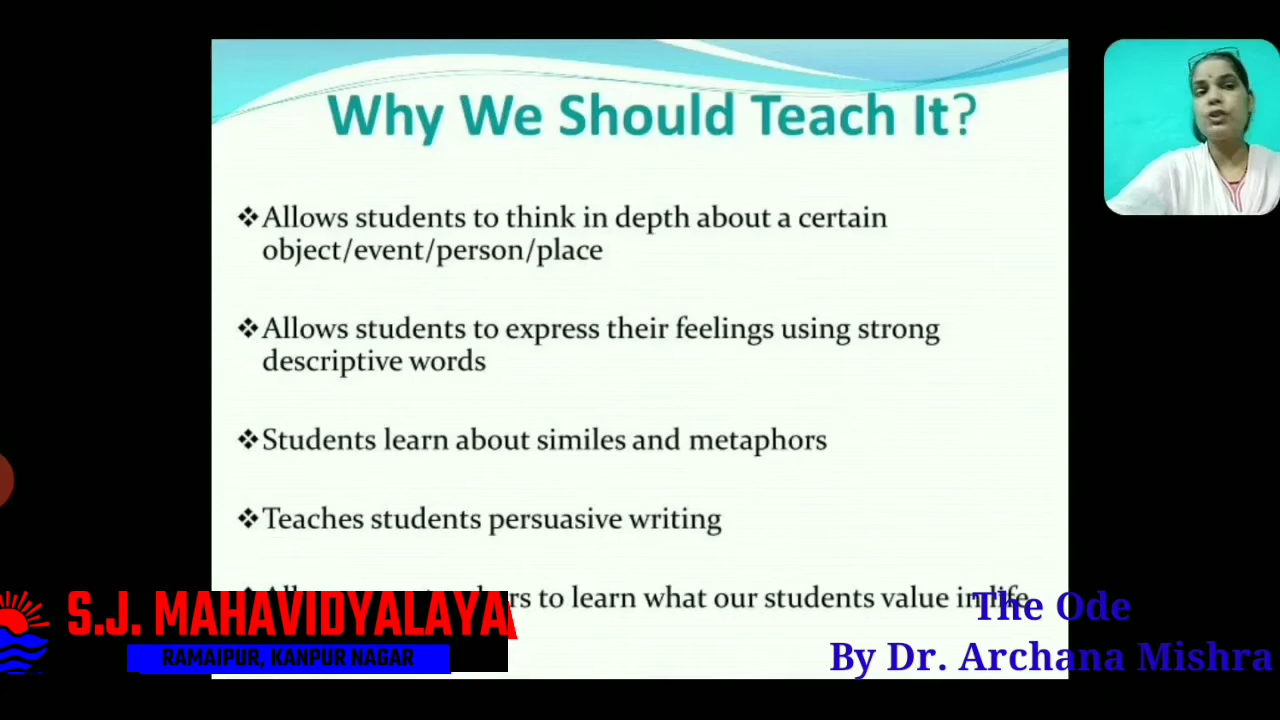 Why We Should Teach It?
❖Allows students to think in depth about a certain
object/event/person/place
❖Allows students to express their feelings using strong
descriptive words
❖Students learn about similes and metaphors
❖Teaches students persuasive writing
to learn what our students value in life
S.J. MAHAVIDYALAYA
RAMAIPUR, KANPUR NAGAR
The Ode
By Dr. Archana Mishra